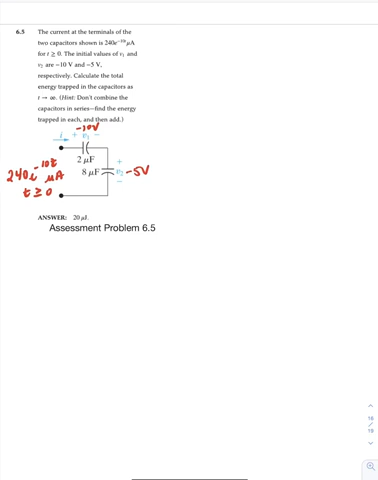 6.5 The current at the terminals of the
two capacitors shown is 240e⁻¹⁰ᵗ μA
for t ≥ 0. The initial values of v₁ and
v₂ are −10 V and −5 V,
respectively. Calculate the total
energy trapped in the capacitors as
t → ∞. (Hint: Don't combine the
capacitors in series—find the energy
trapped in each, and then add.)
-10V
i + v₁ −
2 μF
240e⁻¹⁰ᵗ μA
t ≥ 0
8 μF
+
v₂ -5V
−
ANSWER: 20 μJ.
Assessment Problem 6.5
16
/
19